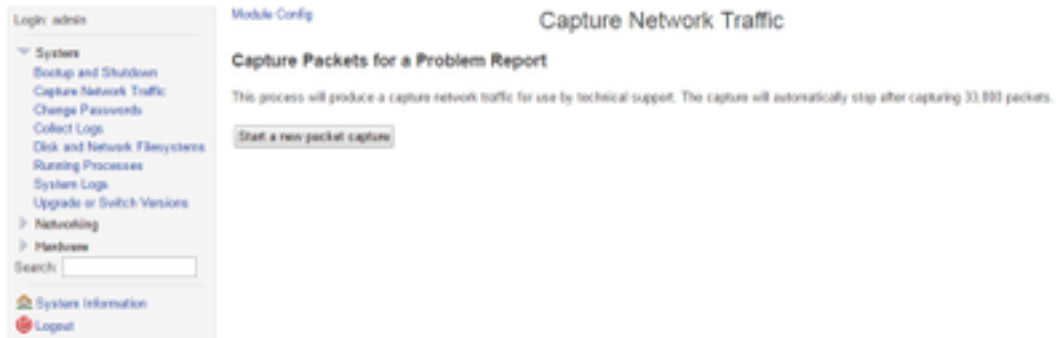 Login: admin
System
Bootup and Shutdown
Capture Network Traffic
Change Passwords
Collect Logs
Disk and Network Filesystems
Running Processes
System Logs
Upgrade or Switch Versions
Networking
Hardware
Search:
System Information
Logout
Module Config
Capture Network Traffic
Capture Packets for a Problem Report
This process will produce a capture network traffic for use by technical support. The capture will automatically stop after capturing 33,000 packets.
Start a new packet capture